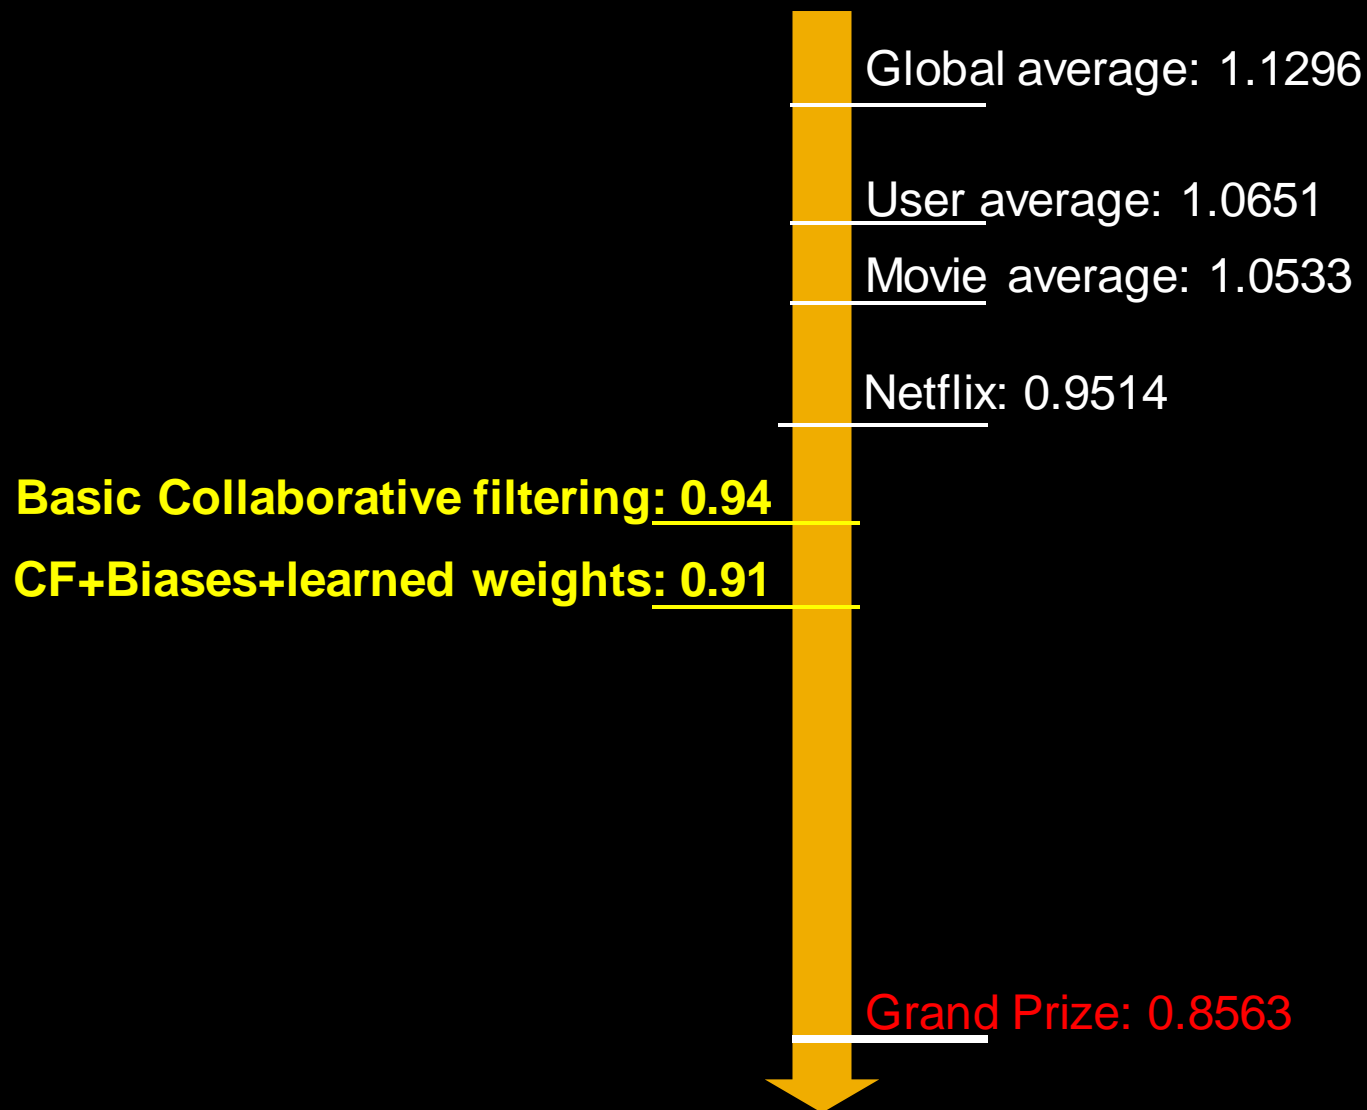 Global average: 1.1296
User average: 1.0651
Movie average: 1.0533
Netflix: 0.9514
Basic Collaborative filtering: 0.94
CF+Biases+learned weights: 0.91
Grand Prize: 0.8563